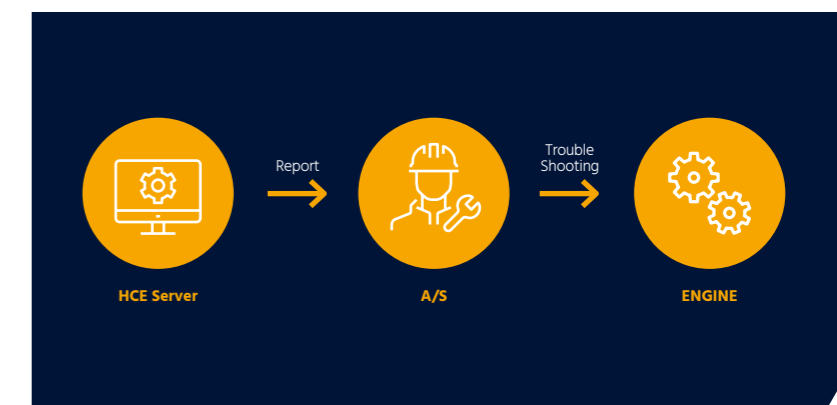 Report
Trouble
Shooting
HCE Server
A/S
ENGINE